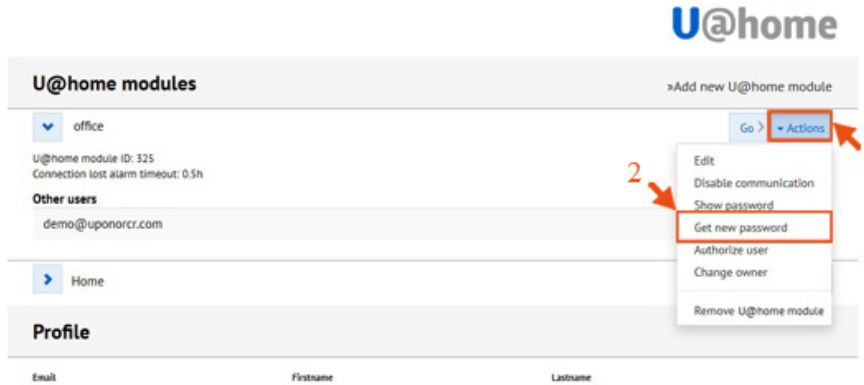 U@home
U@home modules
»Add new U@home module
office
Go
Actions
U@home module ID: 325
Connection lost alarm timeout: 0.5h
Other users
demo@uponorcr.com
Edit
Disable communication
2
Show password
Get new password
Authorize user
Change owner
Remove U@home module
Home
Profile
Email Firstname Lastname